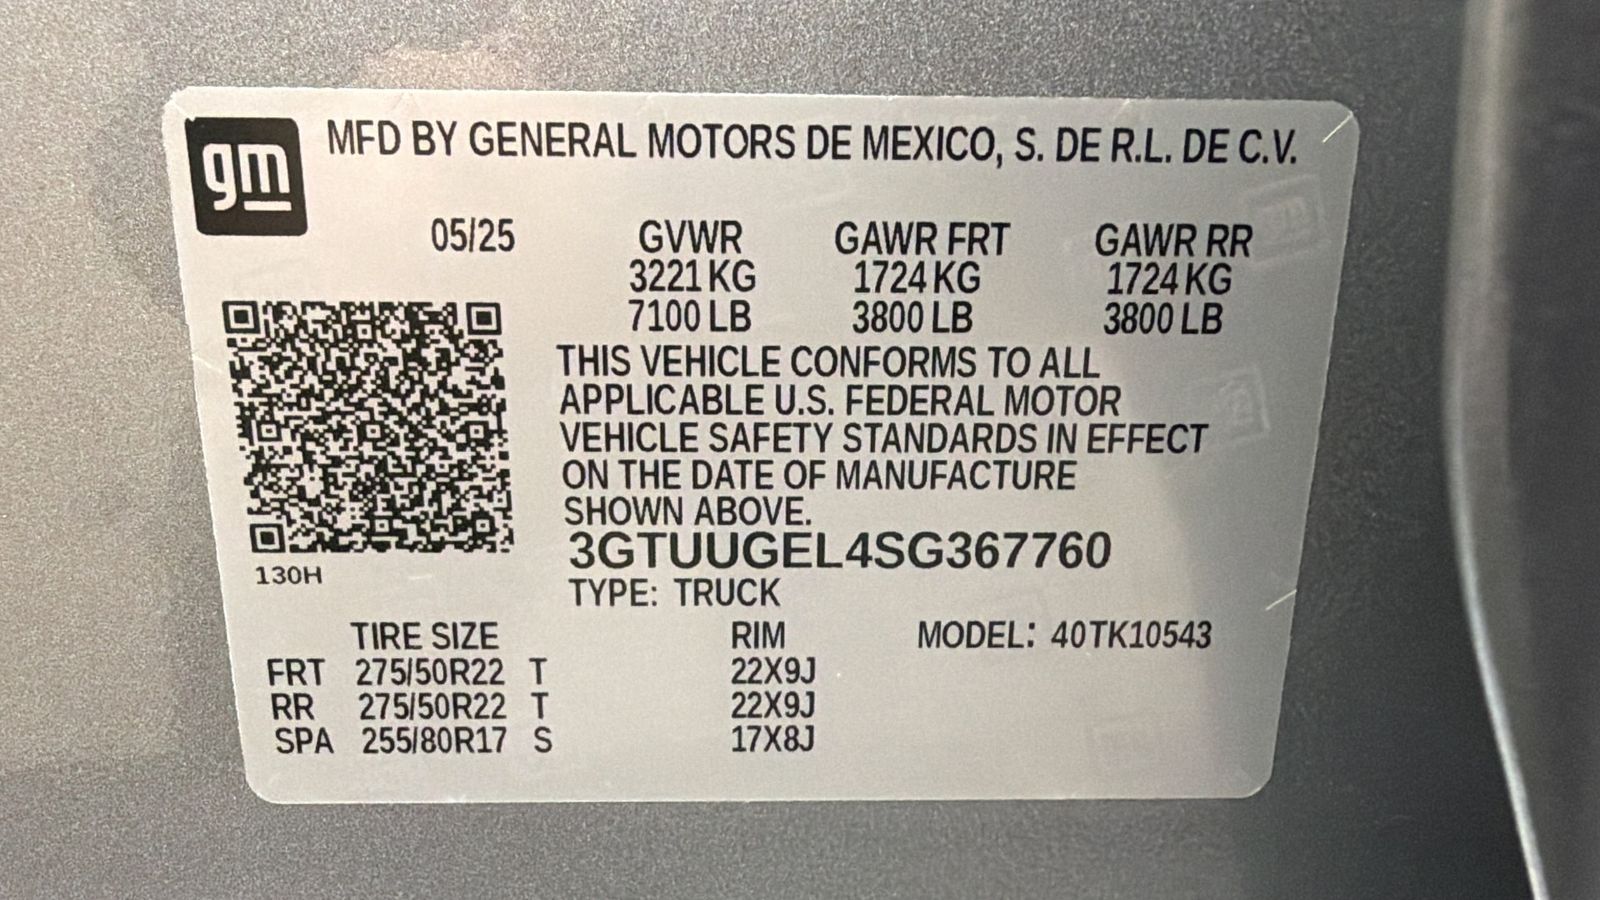 gm
MFD BY GENERAL MOTORS DE MEXICO, S. DE R.L. DE C.V.
05/25 GVWR GAWR FRT GAWR RR
3221 KG 1724 KG 1724 KG
7100 LB 3800 LB 3800 LB
THIS VEHICLE CONFORMS TO ALL
APPLICABLE U.S. FEDERAL MOTOR
VEHICLE SAFETY STANDARDS IN EFFECT
ON THE DATE OF MANUFACTURE
SHOWN ABOVE.
3GTUUGEL4SG367760
130H
TYPE: TRUCK
TIRE SIZE RIM MODEL: 40TK10543
FRT 275/50R22 T 22X9J
RR 275/50R22 T 22X9J
SPA 255/80R17 S 17X8J